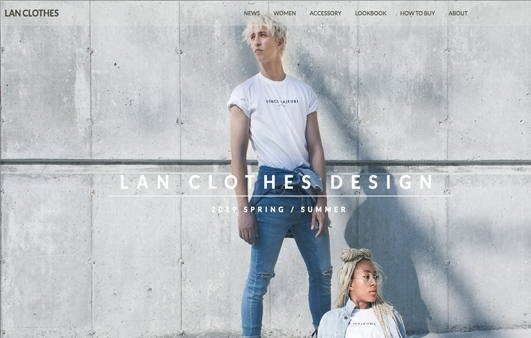 LAN CLOTHES
NEWS WOMEN ACCESSORY LOOKBOOK HOW TO BUY ABOUT
LAN CLOTHES DESIGN
2019 SPRING / SUMMER